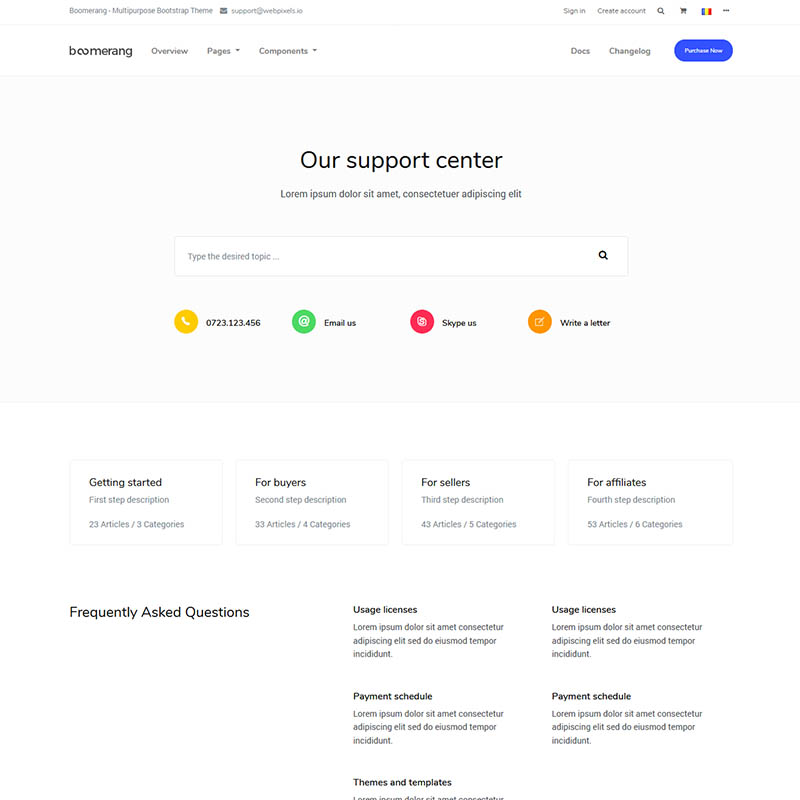 Boomerang - Multipurpose Bootstrap Theme support@webpixels.io Sign in Create account
boomerang Overview Pages Components Docs Changelog Purchase Now
Our support center
Lorem ipsum dolor sit amet, consectetuer adipiscing elit
Type the desired topic ...
0723.123.456 Email us Skype us Write a letter
Getting started For buyers For sellers For affiliates
First step description Second step description Third step description Fourth step description
23 Articles / 3 Categories 33 Articles / 4 Categories 43 Articles / 5 Categories 53 Articles / 6 Categories
Frequently Asked Questions
Usage licenses
Lorem ipsum dolor sit amet consectetur
adipiscing elit sed do eiusmod tempor
incididunt.
Usage licenses
Lorem ipsum dolor sit amet consectetur
adipiscing elit sed do eiusmod tempor
incididunt.
Payment schedule
Lorem ipsum dolor sit amet consectetur
adipiscing elit sed do eiusmod tempor
incididunt.
Payment schedule
Lorem ipsum dolor sit amet consectetur
adipiscing elit sed do eiusmod tempor
incididunt.
Themes and templates
Lorem ipsum dolor sit amet consectetur